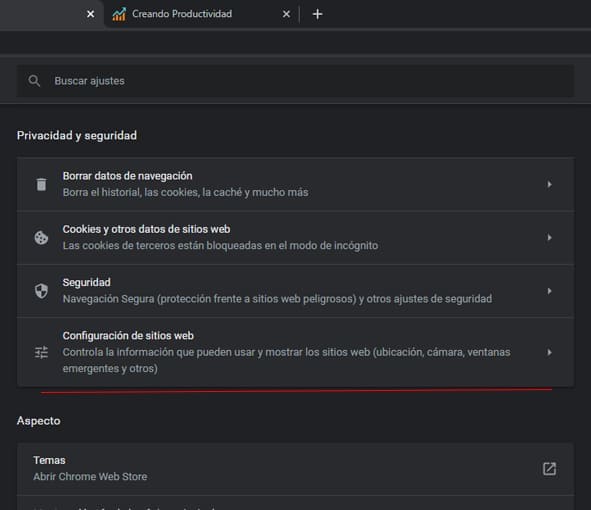 Creando Productividad
Buscar ajustes
Privacidad y seguridad
Borrar datos de navegación
Borra el historial, las cookies, la caché y mucho más
Cookies y otros datos de sitios web
Las cookies de terceros están bloqueadas en el modo de incógnito
Seguridad
Navegación Segura (protección frente a sitios web peligrosos) y otros ajustes de seguridad
Configuración de sitios web
Controla la información que pueden usar y mostrar los sitios web (ubicación, cámara, ventanas
emergentes y otros)
Aspecto
Temas
Abrir Chrome Web Store